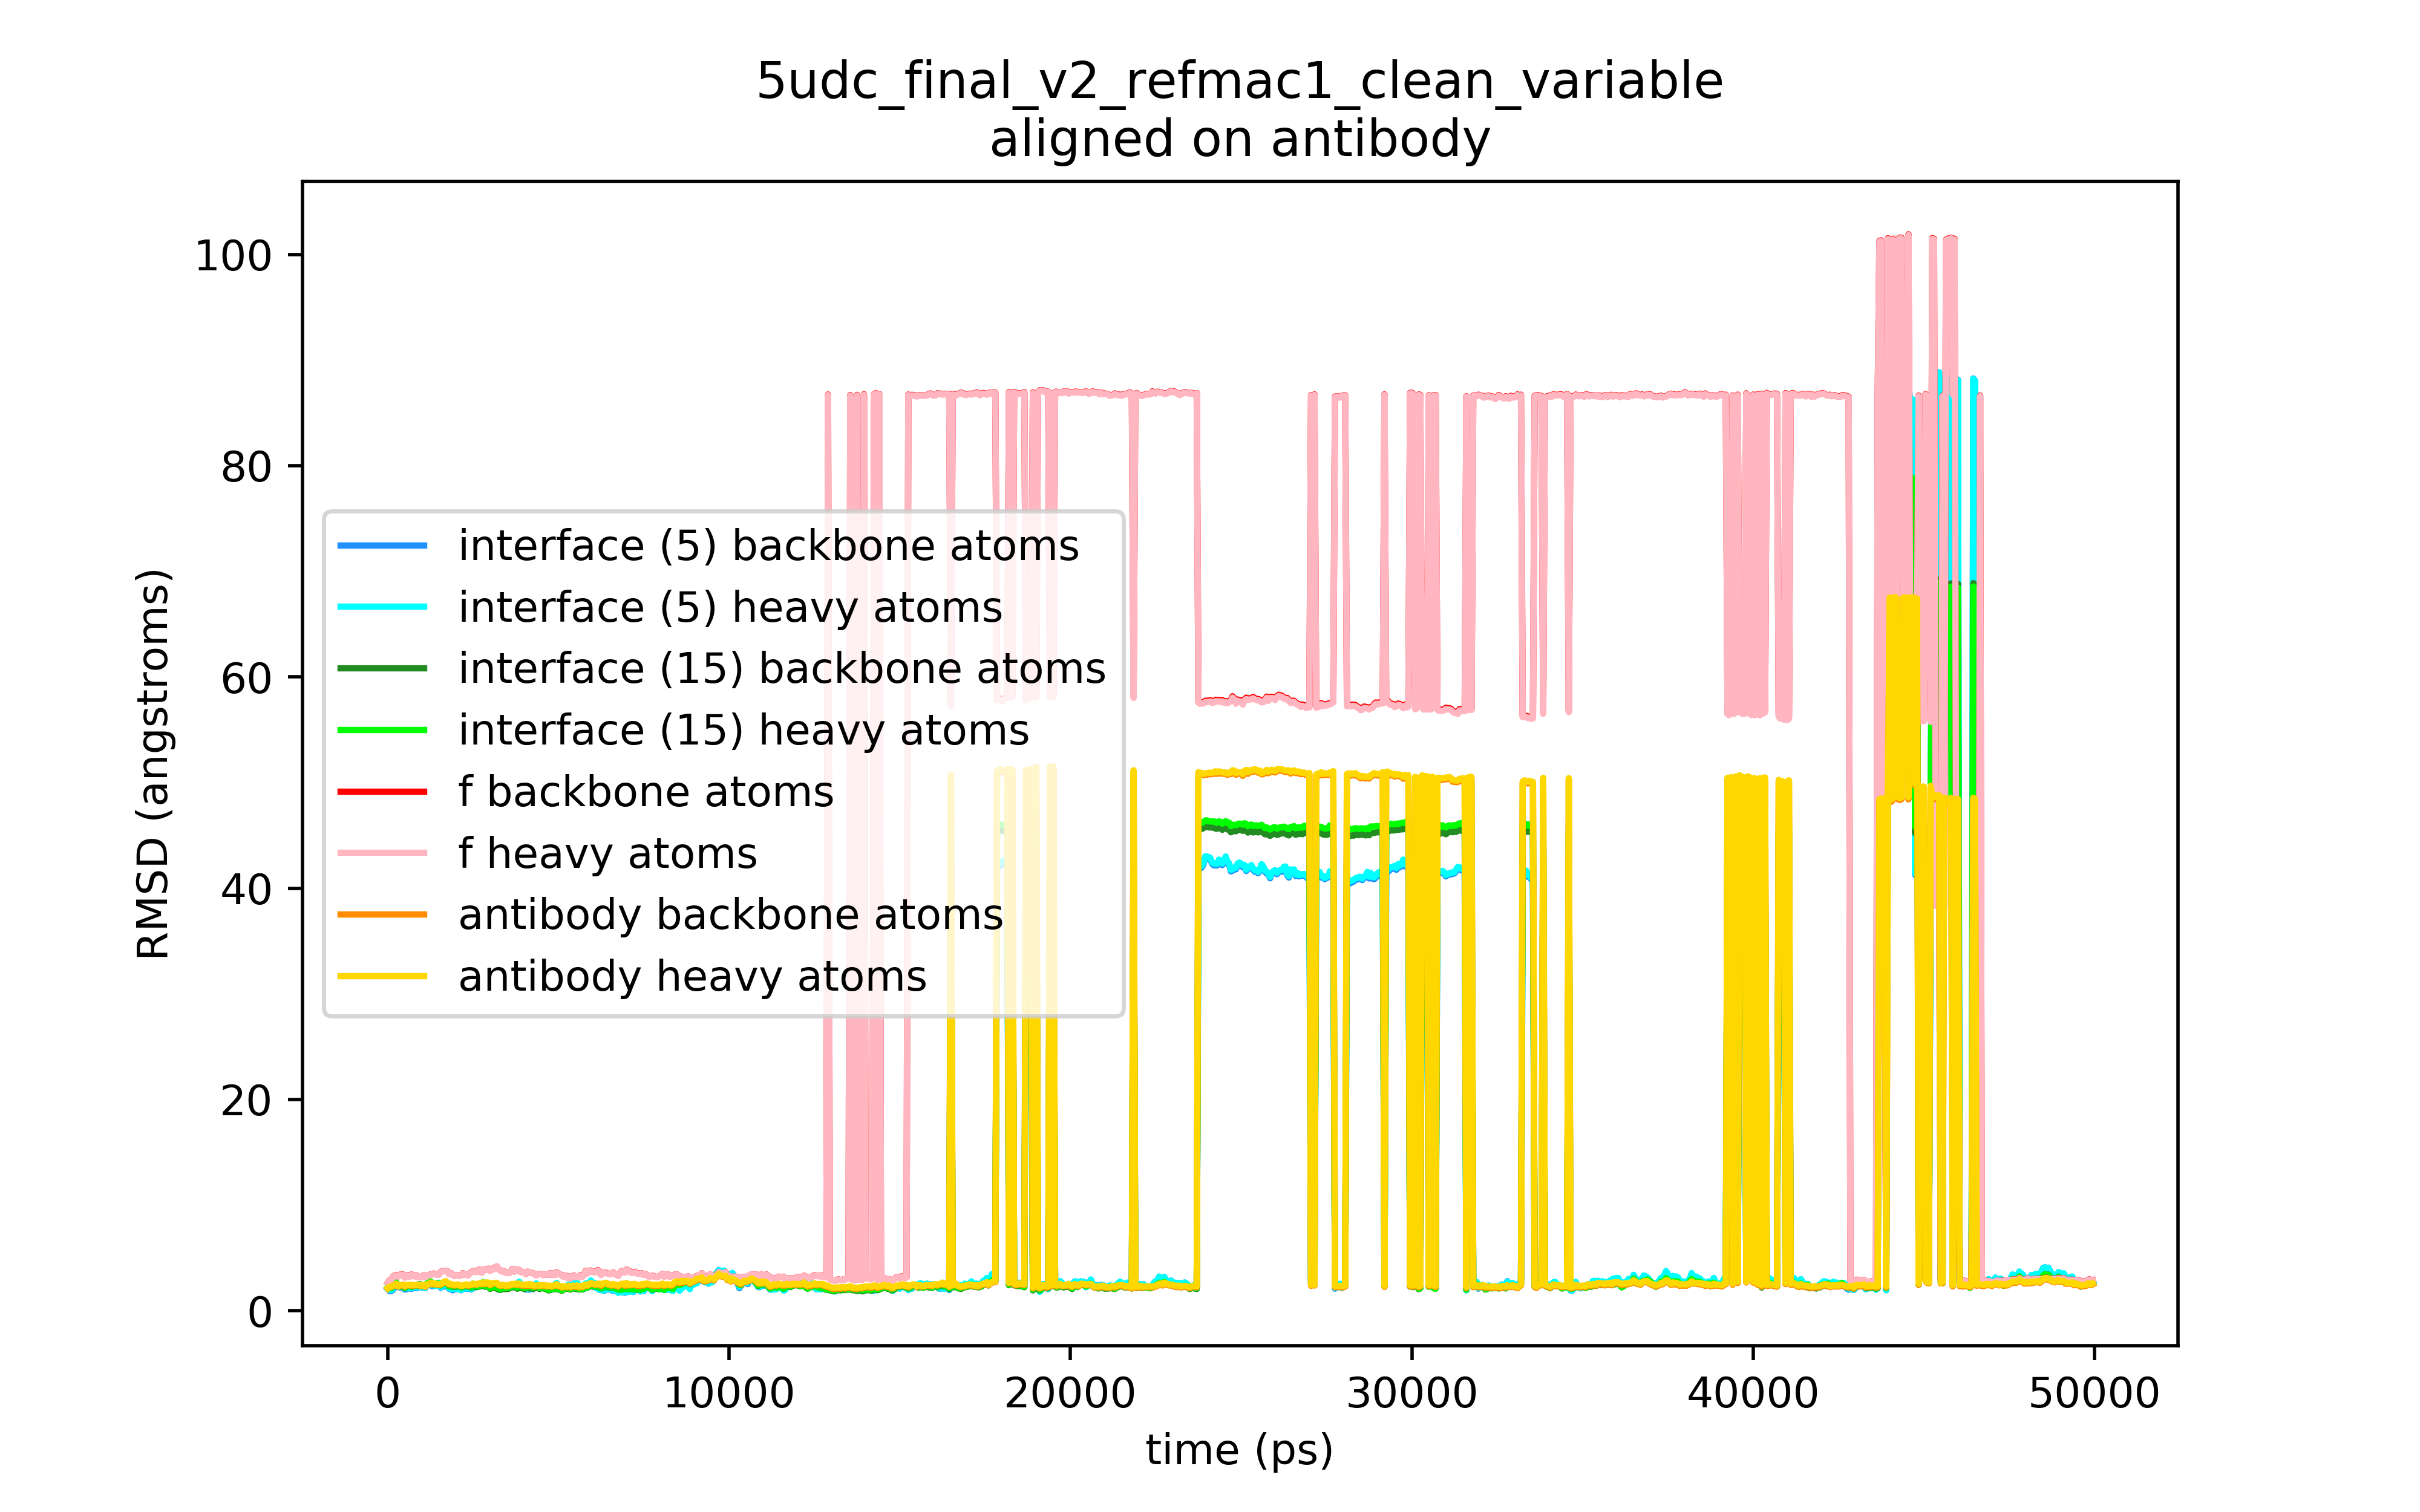 5udc_final_v2_refmac1_clean_variable
aligned on antibody
RMSD (angstroms)
100
80
60
40
20
0
interface (5) backbone atoms
interface (5) heavy atoms
interface (15) backbone atoms
interface (15) heavy atoms
f backbone atoms
f heavy atoms
antibody backbone atoms
antibody heavy atoms
0 10000 20000 30000 40000 50000
time (ps)